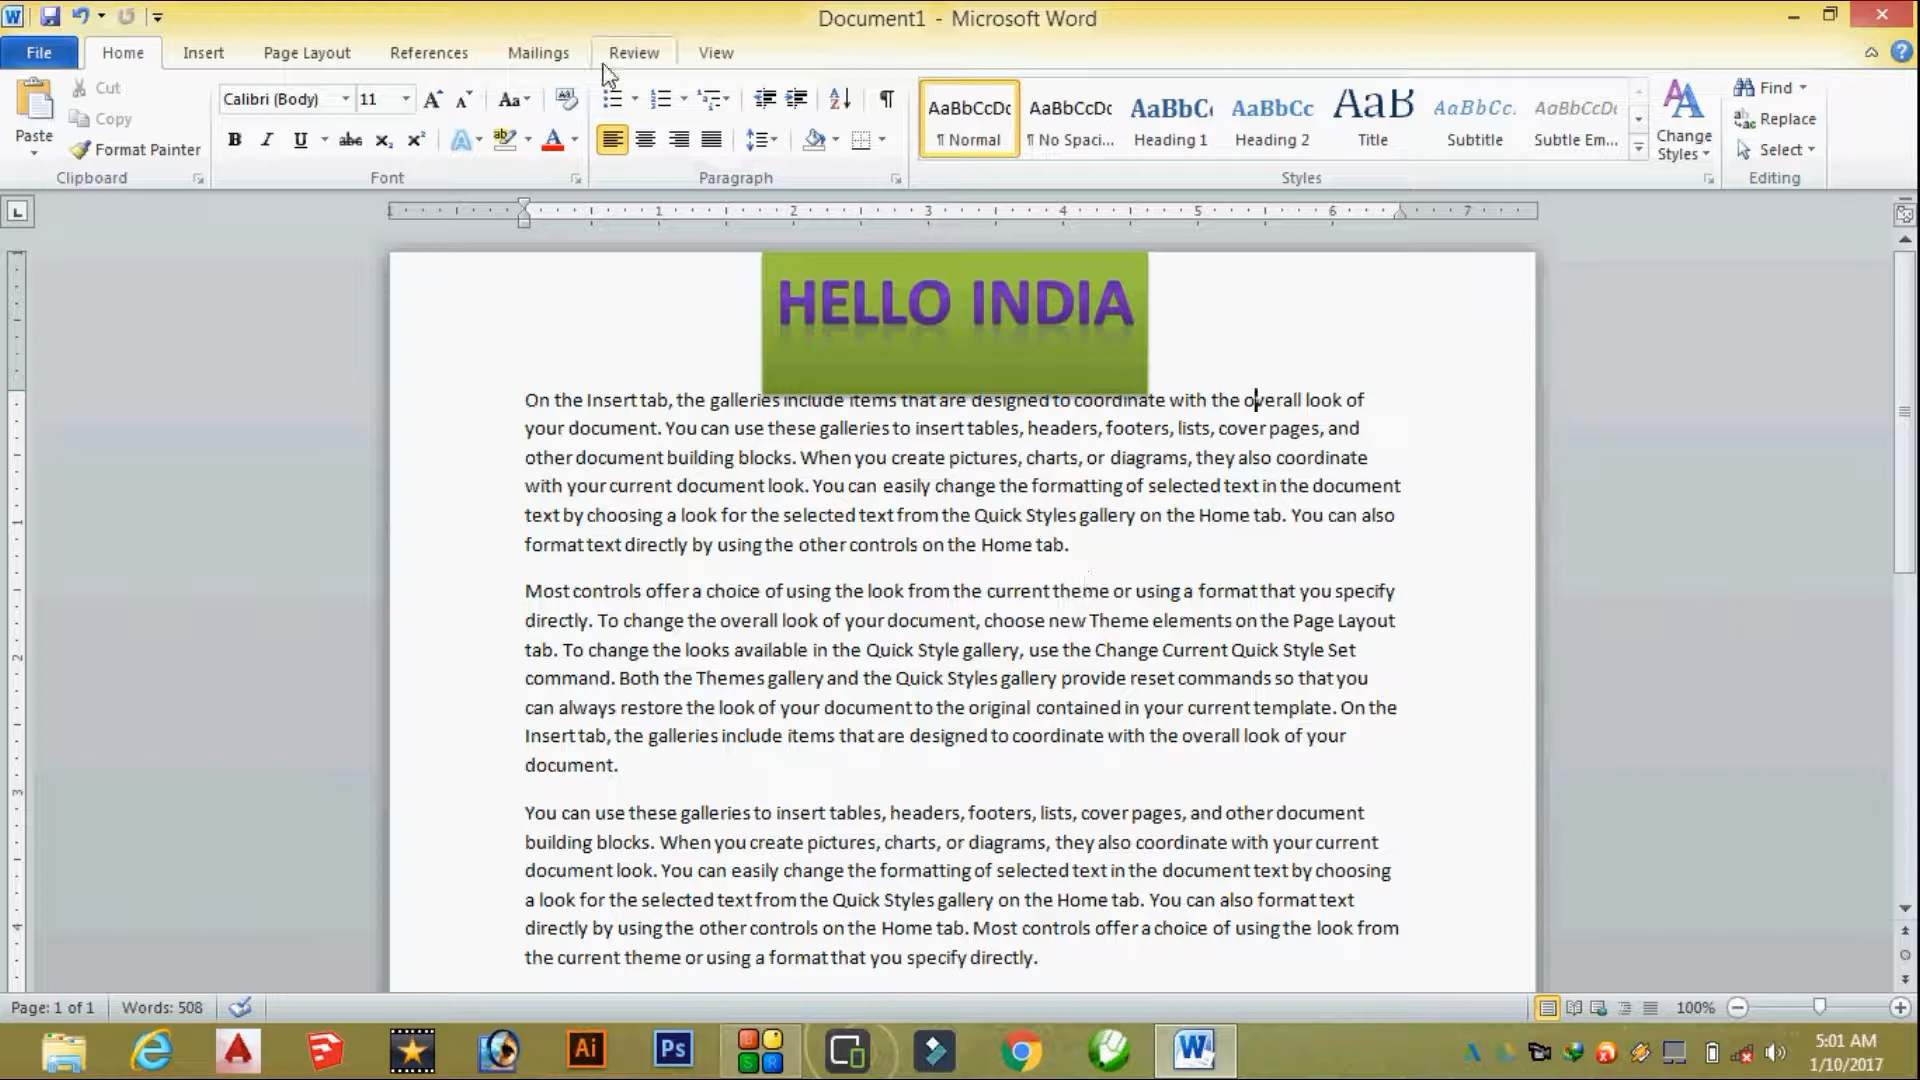 Document1 - Microsoft Word
File Home Insert Page Layout References Mailings Review View
Cut
Copy
Paste
Format Painter
Clipboard
Calibri (Body) 11
Font
Paragraph
AaBbCcDc AaBbCcDc AaBbC AaBbCc AaB AaBbCc. AaBbCcDc
¶ Normal ¶ No Spaci... Heading 1 Heading 2 Title Subtitle Subtle Em...
Styles
Change
Styles
Find
Replace
Select
Editing
1 1 2 3 4 5 6 7
HELLO INDIA
On the Insert tab, the galleries include items that are designed to coordinate with the overall look of
your document. You can use these galleries to insert tables, headers, footers, lists, cover pages, and
other document building blocks. When you create pictures, charts, or diagrams, they also coordinate
with your current document look. You can easily change the formatting of selected text in the document
text by choosing a look for the selected text from the Quick Styles gallery on the Home tab. You can also
format text directly by using the other controls on the Home tab.
Most controls offer a choice of using the look from the current theme or using a format that you specify
directly. To change the overall look of your document, choose new Theme elements on the Page Layout
tab. To change the looks available in the Quick Style gallery, use the Change Current Quick Style Set
command. Both the Themes gallery and the Quick Styles gallery provide reset commands so that you
can always restore the look of your document to the original contained in your current template. On the
Insert tab, the galleries include items that are designed to coordinate with the overall look of your
document.
You can use these galleries to insert tables, headers, footers, lists, cover pages, and other document
building blocks. When you create pictures, charts, or diagrams, they also coordinate with your current
document look. You can easily change the formatting of selected text in the document text by choosing
a look for the selected text from the Quick Styles gallery on the Home tab. You can also format text
directly by using the other controls on the Home tab. Most controls offer a choice of using the look from
the current theme or using a format that you specify directly.
Page: 1 of 1 Words: 508 100%
Ai Ps
5:01 AM
1/10/2017